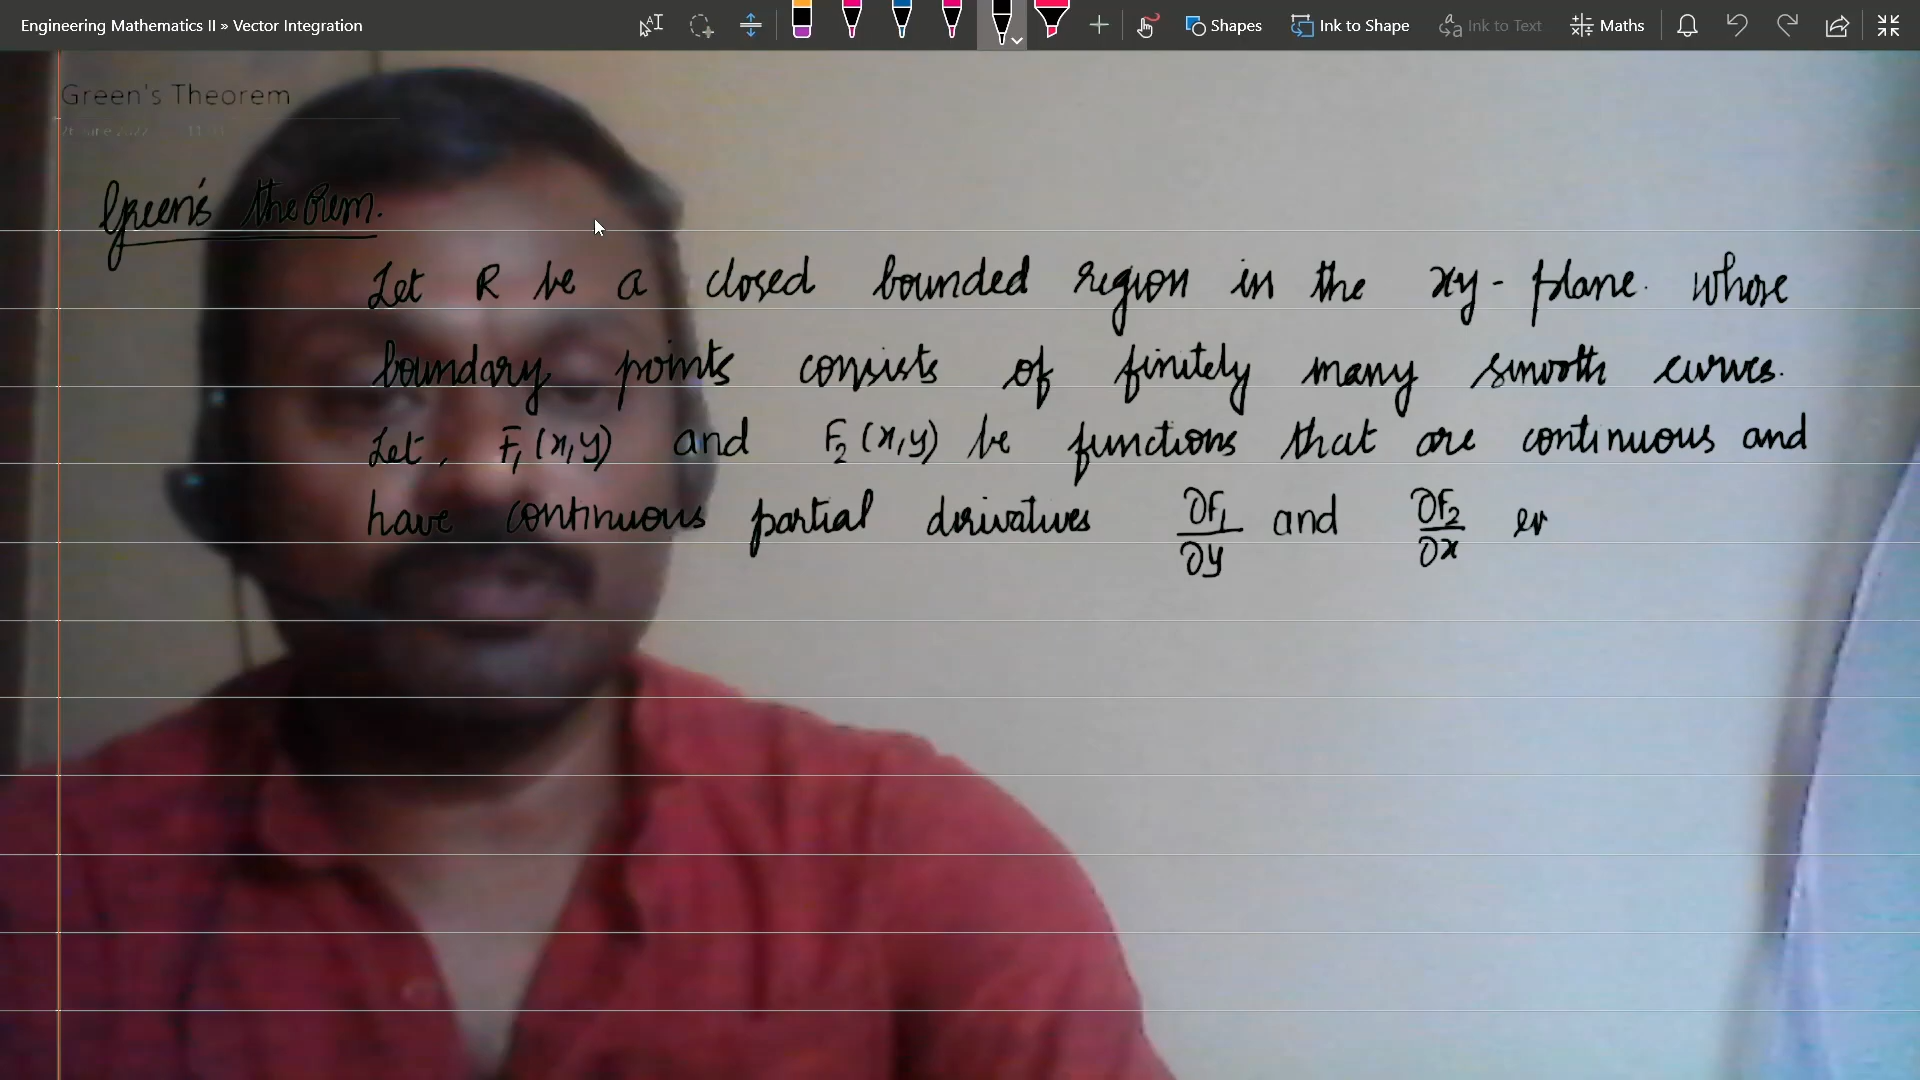 Engineering Mathematics II » Vector Integration
Shapes
Ink to Shape
Ink to Text
Maths
Green's Theorem
11:01
Green's theorem.
Let R be a closed bounded region in the xy-plane. whose
boundary points consists of finitely many smooth curves.
Let, F₁(x,y) and F₂(x,y) be functions that are continuous and
have continuous partial derivatives ∂F₁/∂y and ∂F₂/∂x